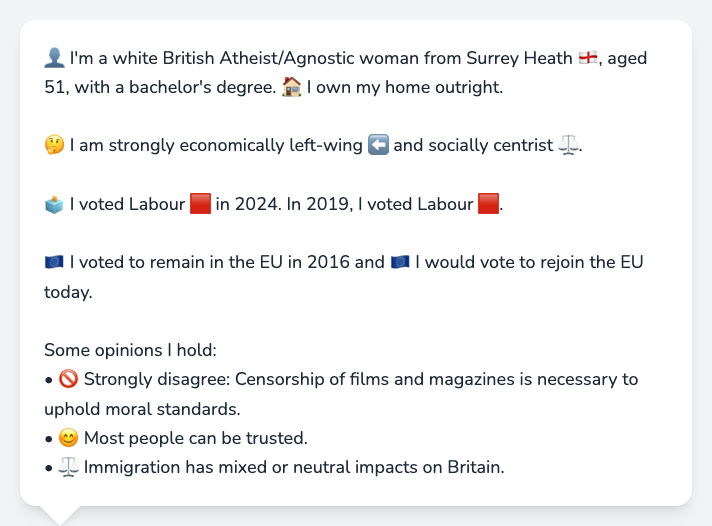 👤 I'm a white British Atheist/Agnostic woman from Surrey Heath 🏴󠁧󠁢󠁥󠁮󠁧󠁿, aged
51, with a bachelor's degree. 🏠 I own my home outright.
🤔 I am strongly economically left-wing ⬅️ and socially centrist ⚖️.
🗳️ I voted Labour 🟥 in 2024. In 2019, I voted Labour 🟥.
🇪🇺 I voted to remain in the EU in 2016 and 🇪🇺 I would vote to rejoin the EU
today.
Some opinions I hold:
• 🚫 Strongly disagree: Censorship of films and magazines is necessary to
uphold moral standards.
• 😊 Most people can be trusted.
• ⚖️ Immigration has mixed or neutral impacts on Britain.